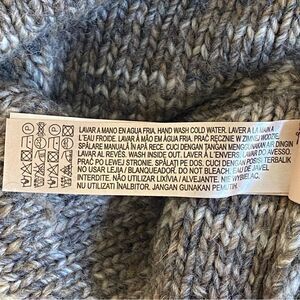 LAVAR A MANO EN AGUA FRIA, HAND WASH COLD WATER. LAVER A LA MAIN A
L'EAU FROIDE. LAVAR À MÃO EM ÁGUA FRIA. PRAĆ RĘCZNIE W ZIMNEJ WODZIE.
SPĂLARE MANUALĂ ÎN APĂ RECE. CUCI DENGAN TANGAN MENGGUNAKAN AIR DINGIN
LAVAR AL REVÉS. WASH INSIDE OUT. LAVER À L'ENVERS. LAVAR DO AVESSO.
PRAĆ PO LEWEJ STRONIE. SPĂLAȚI PE DOS. CUCI DENGAN POSISI TERBALIK
NO USAR LEJIA / BLANQUEADOR. DO NOT BLEACH. EAU DE JAVEL
INTERDITE. NÃO UTILIZAR LIXÍVIA / ALVEJANTE. NIE WYBIELAĆ.
NU UTILIZATI ÎNALBITOR. JANGAN GUNAKAN PEMUTIH.